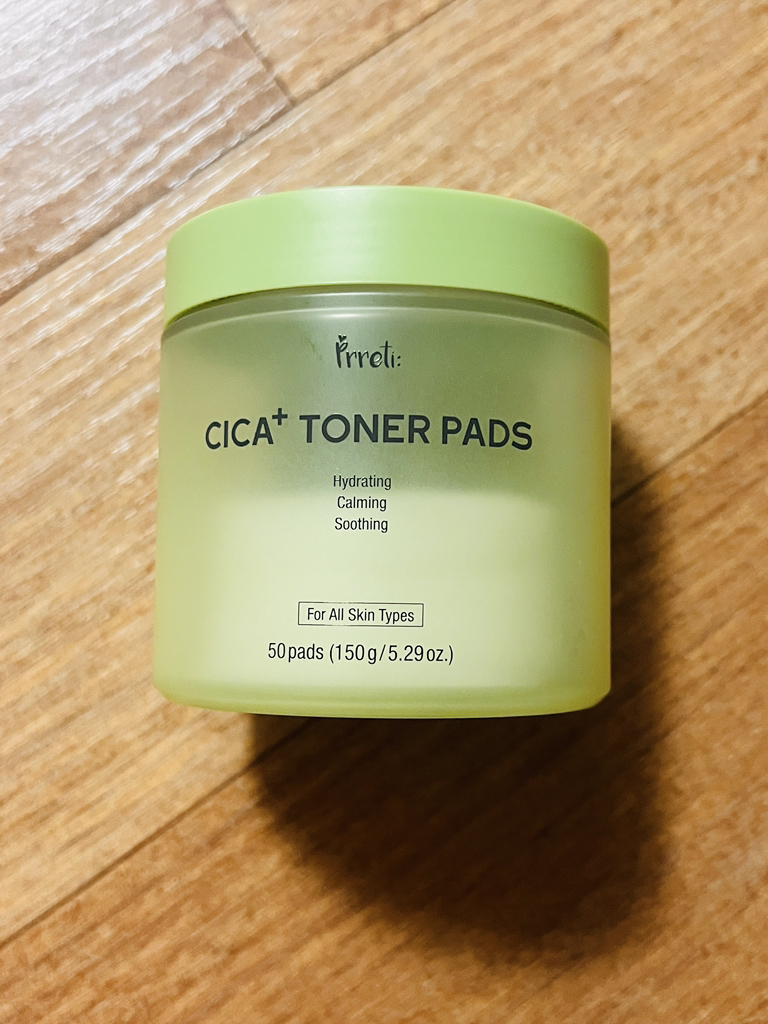 Prreti:
CICA+ TONER PADS
Hydrating
Calming
Soothing
For All Skin Types
50pads (150g/5.29oz.)